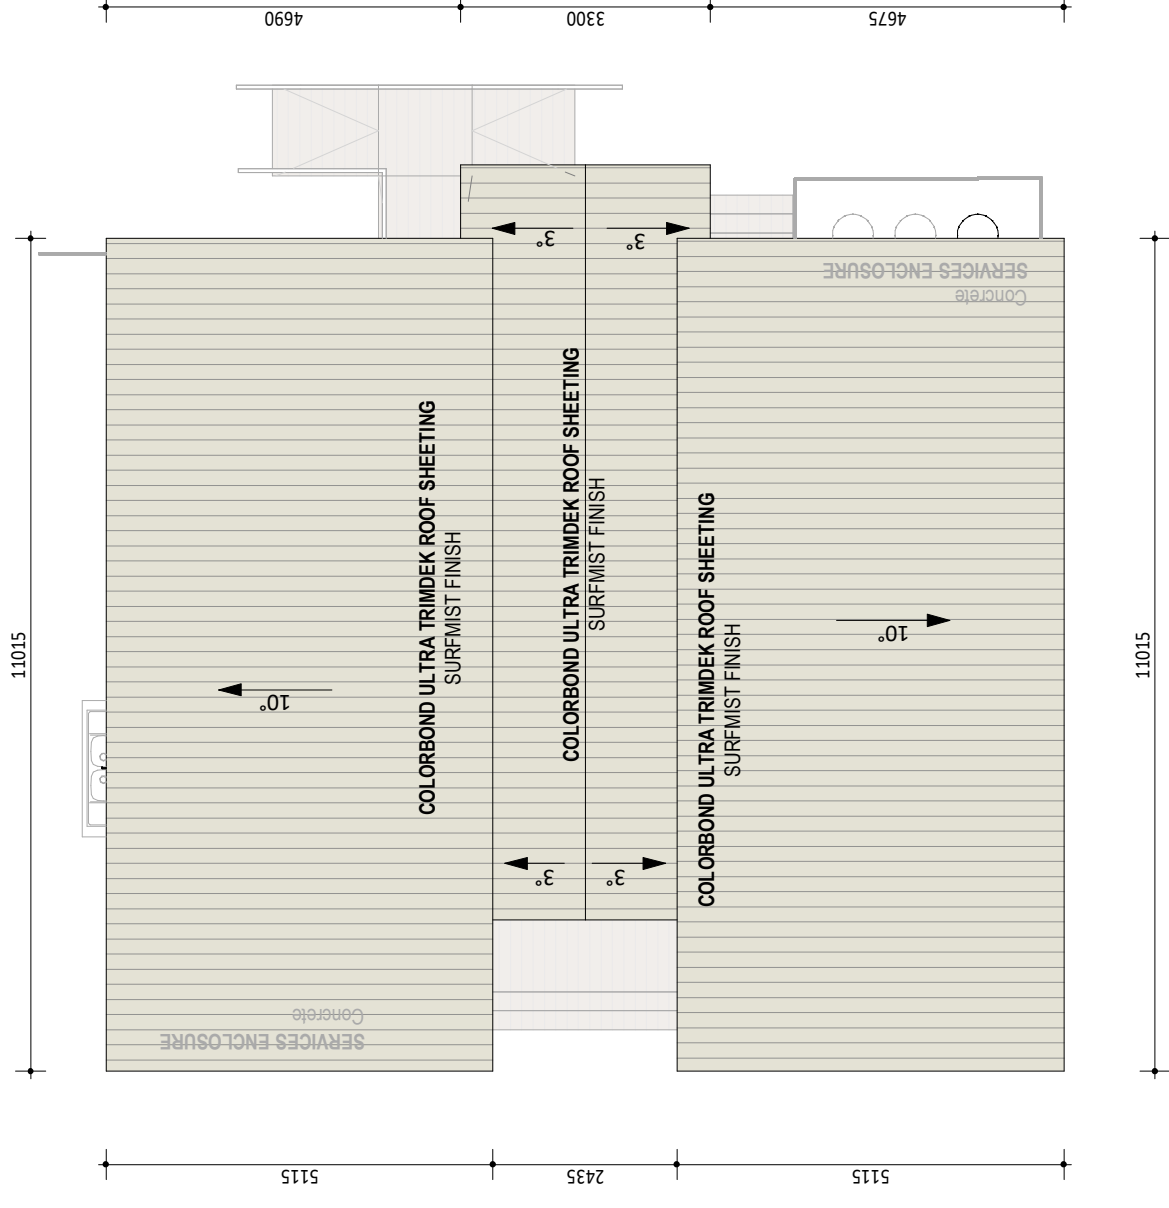 4690
3300
4675
3°
3°
SERVICES ENCLOSURE
Concrete
11015
11015
COLORBOND ULTRA TRIMDEK ROOF SHEETING
SURFMIST FINISH
COLORBOND ULTRA TRIMDEK ROOF SHEETING
SURFMIST FINISH
COLORBOND ULTRA TRIMDEK ROOF SHEETING
SURFMIST FINISH
10°
10°
3°
3°
SERVICES ENCLOSURE
Concrete
5115
2435
5115